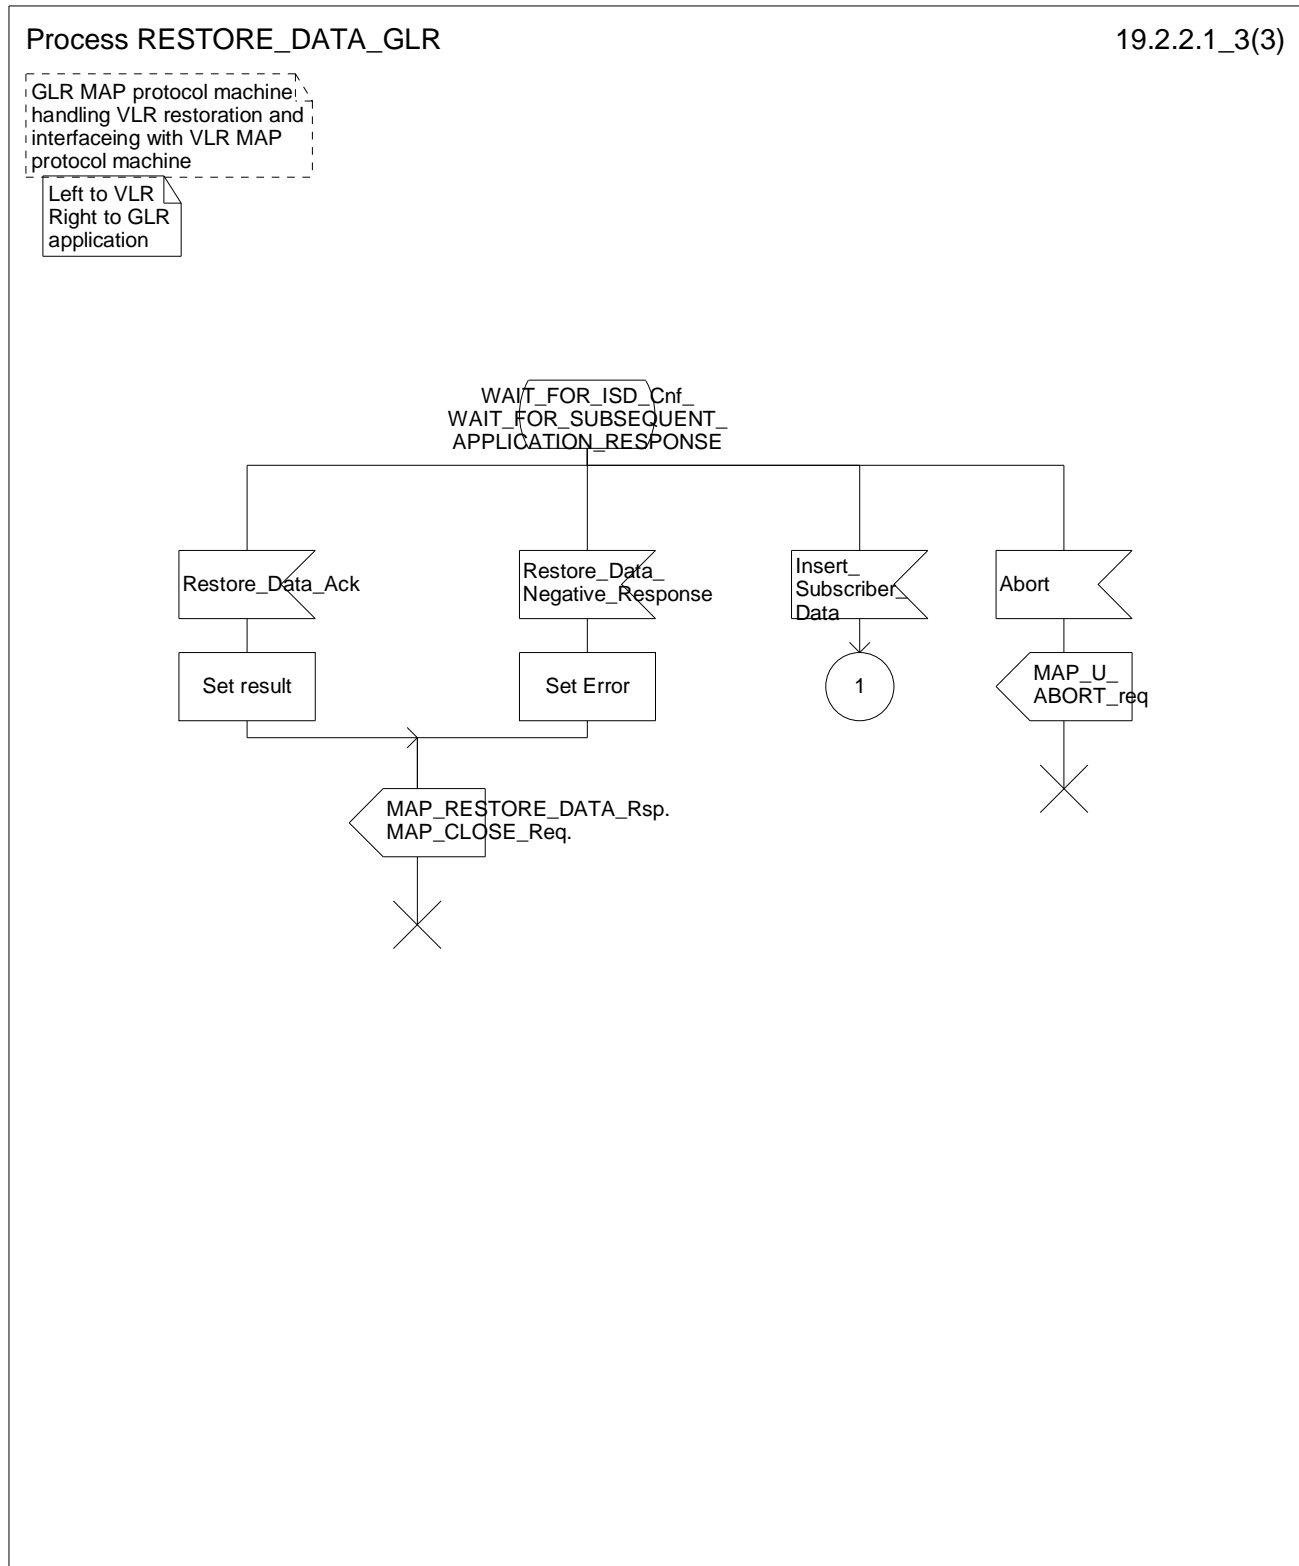 Process RESTORE_DATA_GLR
19.2.2.1_3(3)
GLR MAP protocol machine
handling VLR restoration and
interfaceing with VLR MAP
protocol machine
Left to VLR
Right to GLR
application
WAIT_FOR_ISD_Cnf_
WAIT_FOR_SUBSEQUENT_
APPLICATION_RESPONSE
Restore_Data_Ack
Restore_Data_
Negative_Response
Insert_
Subscriber_
Data
Abort
Set result
Set Error
1
MAP_U_
ABORT_req
MAP_RESTORE_DATA_Rsp.
MAP_CLOSE_Req.